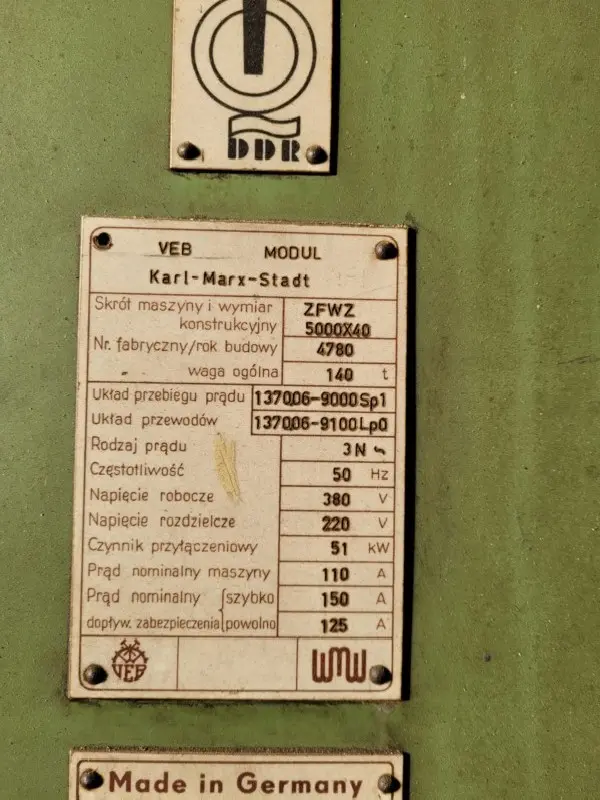 DDR
VEB MODUL
Karl-Marx-Stadt
Skrót maszyny i wymiar konstrukcyjny ZFWZ 5000X40
Nr. fabryczny/rok budowy 4780
waga ogólna 140 t
Układ przebiegu prądu 137006-9000Sp1
Układ przewodów 137006-9100Lp0
Rodzaj prądu 3N ~
Częstotliwość 50 Hz
Napięcie robocze 380 V
Napięcie rozdzielcze 220 V
Czynnik przyłączeniowy 51 kW
Prąd nominalny maszyny 110 A
Prąd nominalny szybko 150 A
dopływ. zabezpieczenia powolno 125 A
VEB WMW
Made in Germany